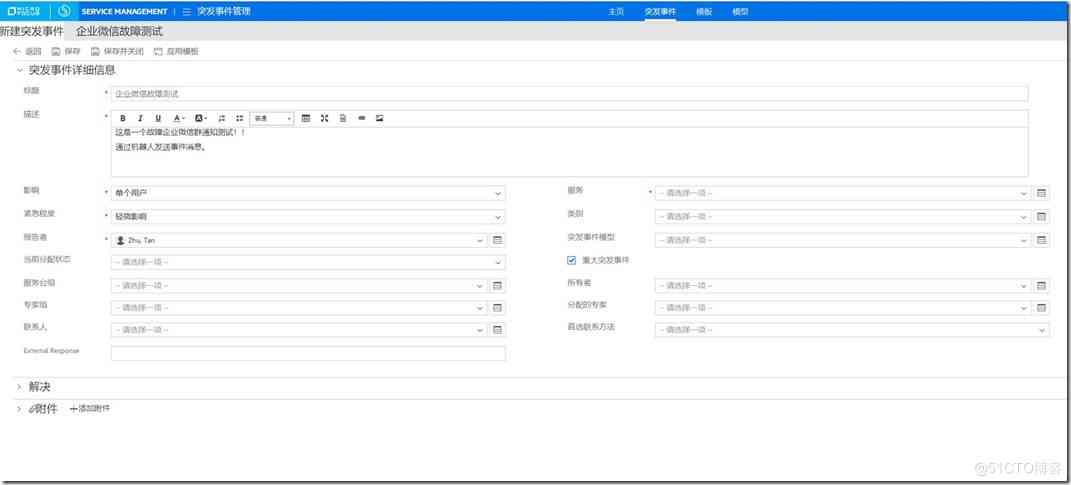 MICRO FOCUS SERVICE MANAGEMENT 突发事件管理 主页 突发事件 模板 模型
新建突发事件 企业微信故障测试
返回 保存 保存并关闭 应用模板
突发事件详细信息
标题 * 企业微信故障测试
描述 * B I U A A 普通
这是一个故障企业微信群通知测试！！
通过机器人发送事件消息。
影响 * 单个用户 服务 * -- 请选择一项 --
紧急程度 * 轻微影响 类别 -- 请选择一项 --
报告者 * Zhu, Tan 突发事件模型 -- 请选择一项 --
当前分配状态 -- 请选择一项 -- 重大突发事件
服务台组 -- 请选择一项 -- 所有者 -- 请选择一项 --
专家组 -- 请选择一项 -- 分配的专家 -- 请选择一项 --
联系人 -- 请选择一项 -- 首选联系方法 -- 请选择一项 --
External Response
解决
附件 +添加附件
@51CTO博客